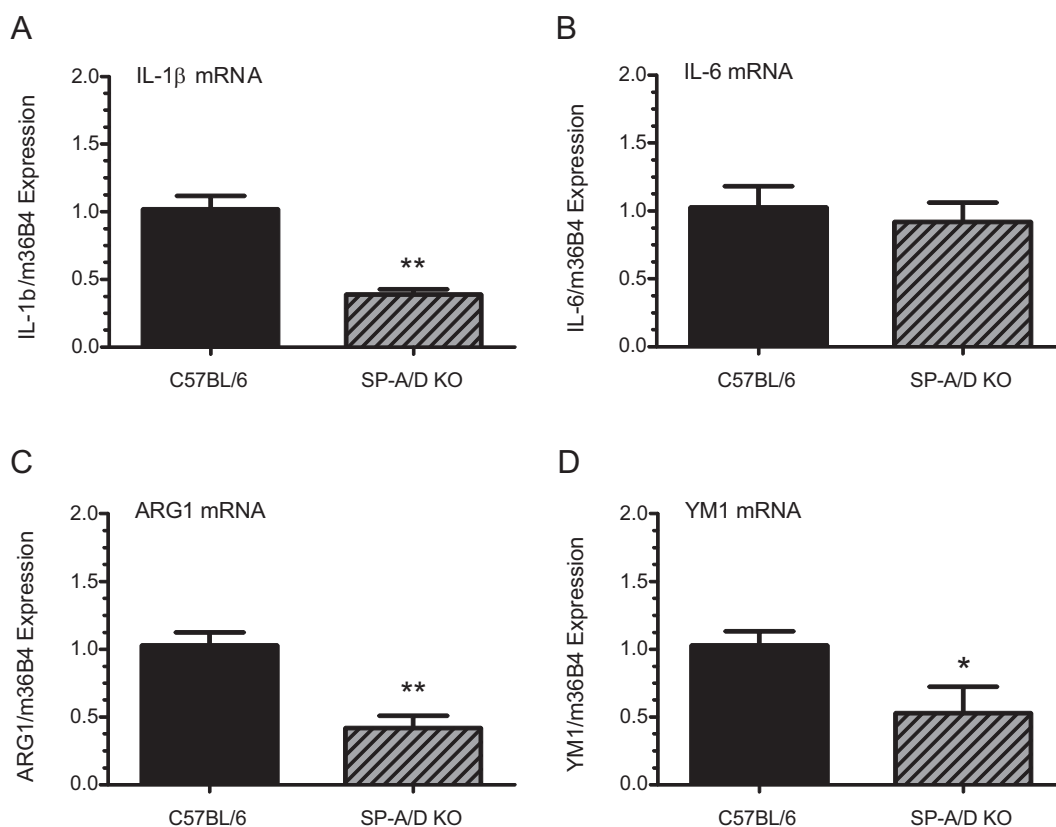 A
IL-1β mRNA
IL-1b/m36B4 Expression
2.0
1.5
1.0
0.5
0.0
**
C57BL/6
SP-A/D KO
B
IL-6 mRNA
IL-6/m36B4 Expression
2.0
1.5
1.0
0.5
0.0
C57BL/6
SP-A/D KO
C
ARG1 mRNA
ARG1/m36B4 Expression
2.0
1.5
1.0
0.5
0.0
**
C57BL/6
SP-A/D KO
D
YM1 mRNA
YM1/m36B4 Expression
2.0
1.5
1.0
0.5
0.0
*
C57BL/6
SP-A/D KO